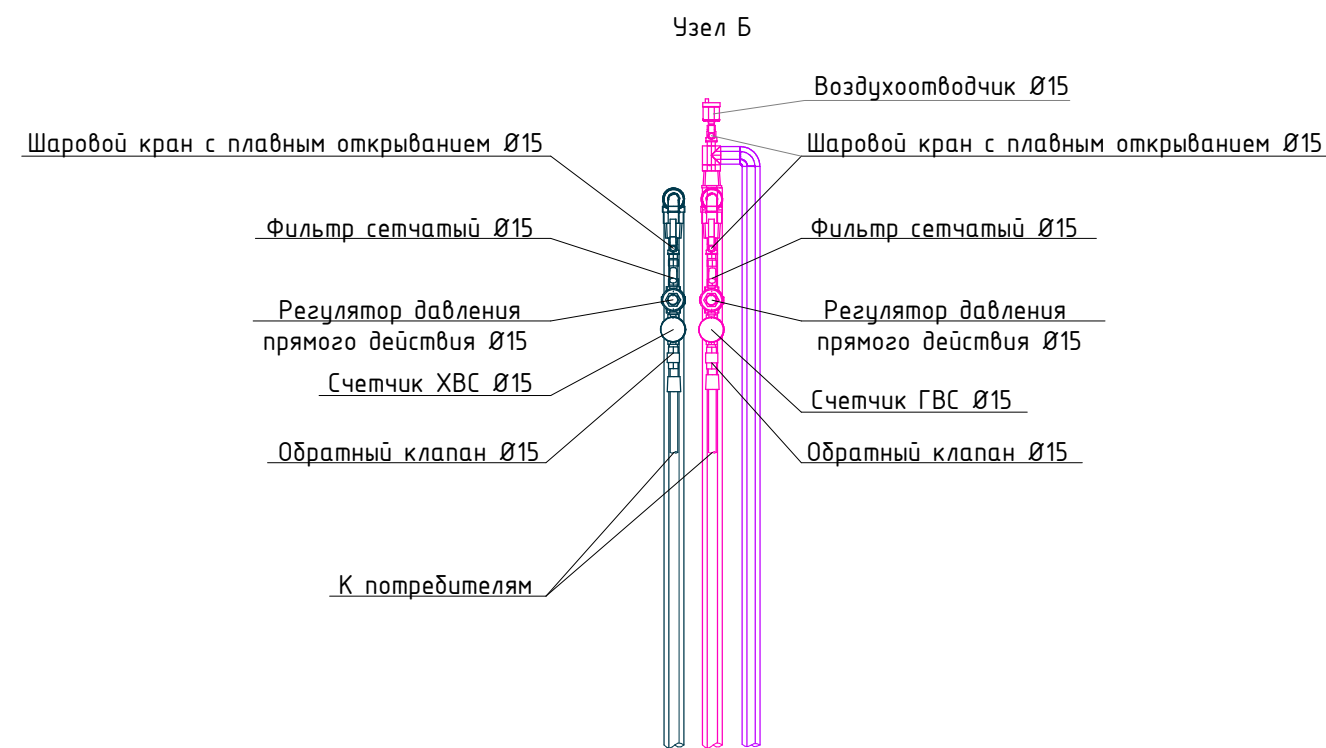 Узел Б
Воздухоотводчик Ø15
Шаровой кран с плавным открыванием Ø15
Шаровой кран с плавным открыванием Ø15
Фильтр сетчатый Ø15
Фильтр сетчатый Ø15
Регулятор давления
прямого действия Ø15
Регулятор давления
прямого действия Ø15
Счетчик ХВС Ø15
Счетчик ГВС Ø15
Обратный клапан Ø15
Обратный клапан Ø15
К потребителям